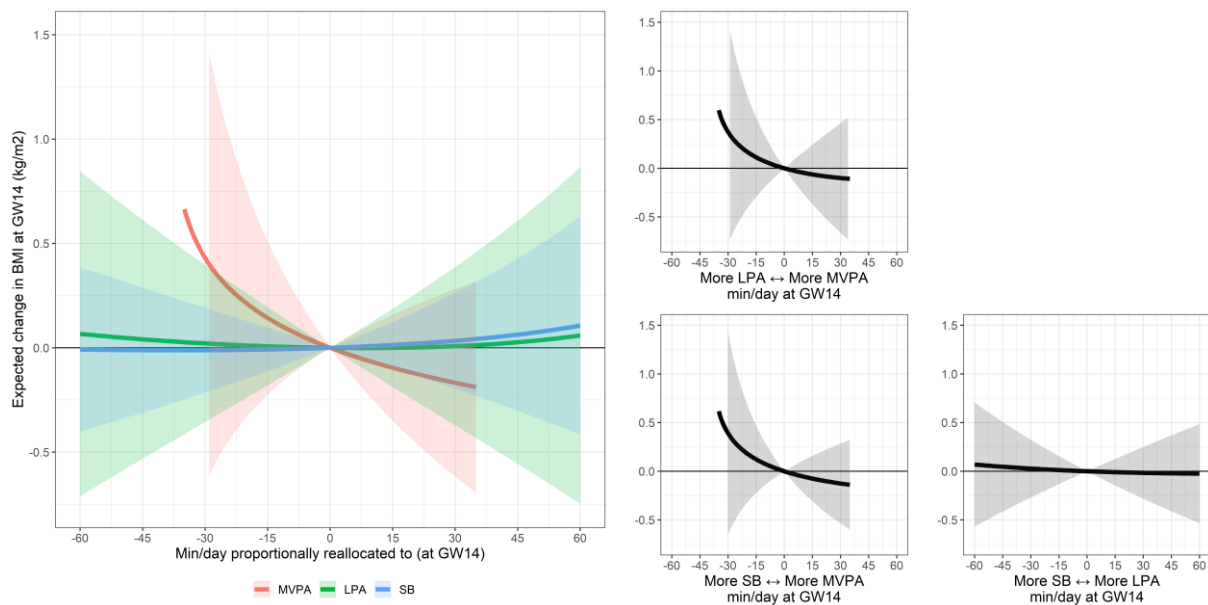 Expected change in BMI at GW14 (kg/m2)
1.5
1.0
0.5
0.0
-0.5
-60 -45 -30 -15 0 15 30 45 60
Min/day proportionally reallocated to (at GW14)
MVPA LPA SB
1.5
1.0
0.5
0.0
-0.5
-60 -45 -30 -15 0 15 30 45 60
More LPA ↔ More MVPA
min/day at GW14
1.5
1.0
0.5
0.0
-0.5
-60 -45 -30 -15 0 15 30 45 60
More SB ↔ More MVPA
min/day at GW14
1.5
1.0
0.5
0.0
-0.5
-60 -45 -30 -15 0 15 30 45 60
More SB ↔ More LPA
min/day at GW14